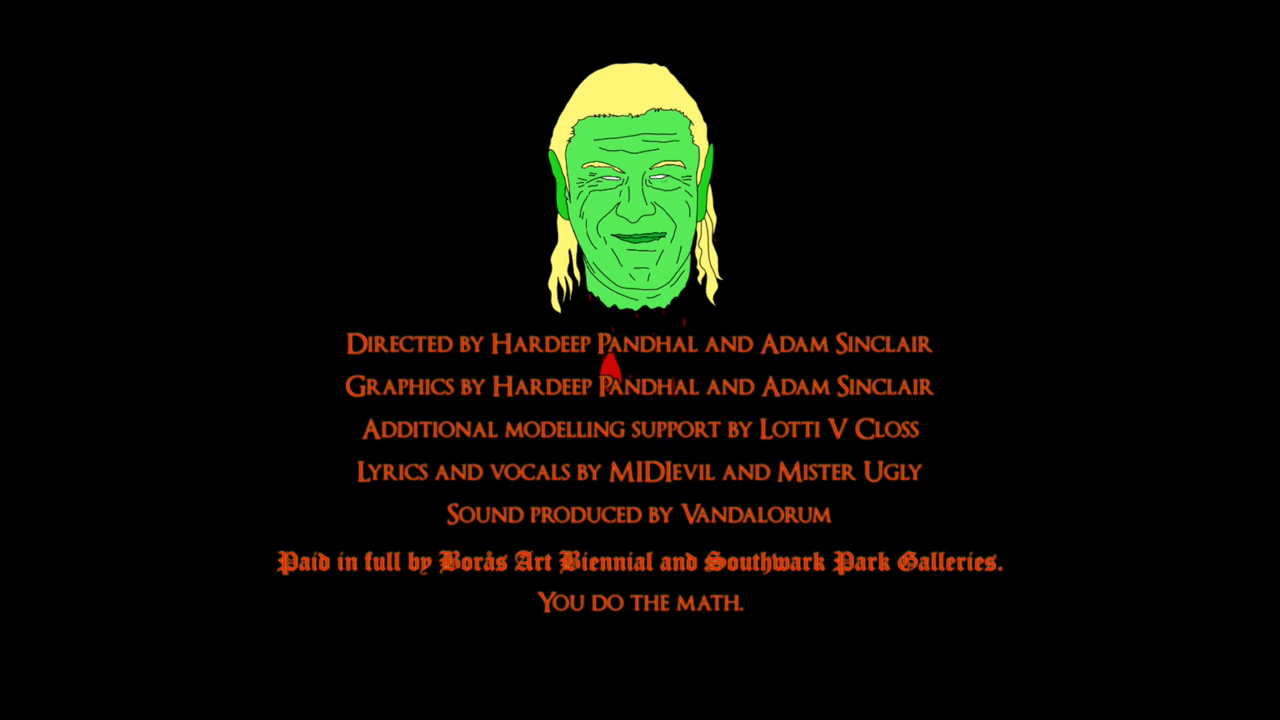 Directed by Hardeep Pandhal and Adam Sinclair
Graphics by Hardeep Pandhal and Adam Sinclair
Additional modelling support by Lotti V Closs
Lyrics and vocals by MIDIevil and Mister Ugly
Sound produced by Vandalorum
Paid in full by Borås Art Biennial and Southwark Park Galleries.
You do the math.